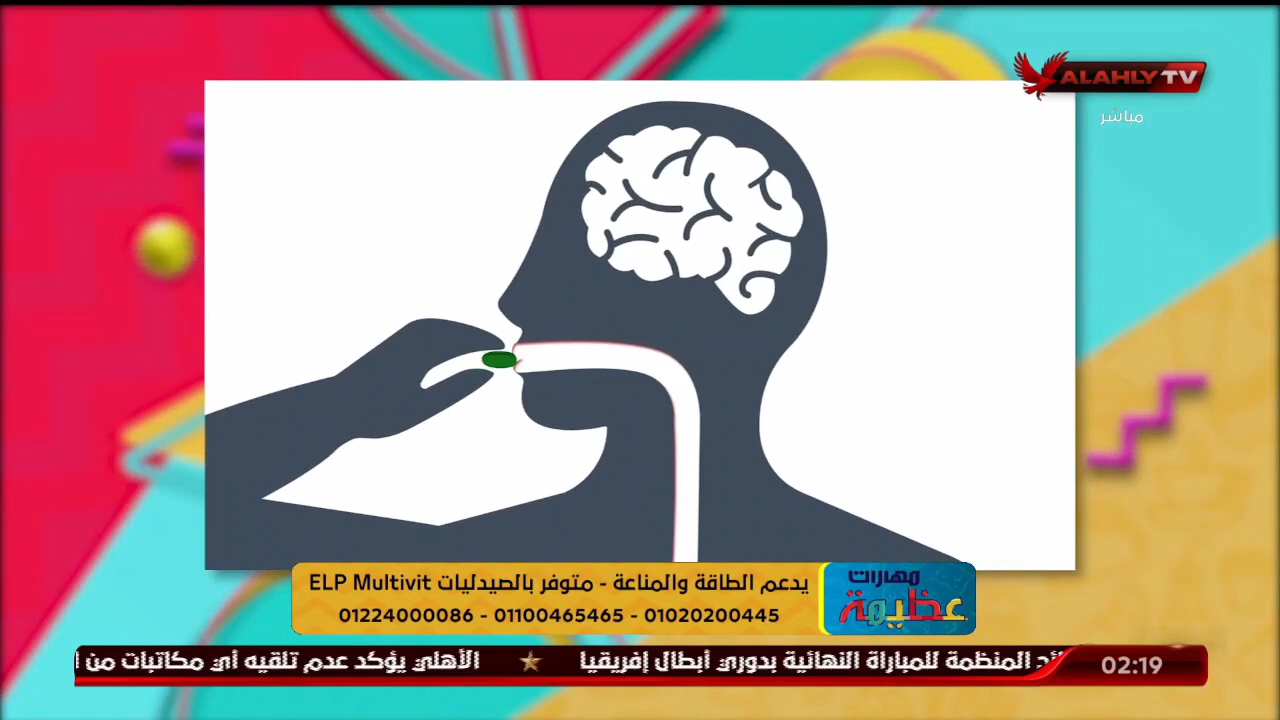 ALAHLY TV
مباشر
يدعم الطاقة والمناعة - متوفر بالصيدليات ELP Multivit
01224000086 - 01100465465 - 01020200445
مهارات
عظيمة
المنظمة للمباراة النهائية بدوري أبطال إفريقيا
الأهلي يؤكد عدم تلقيه أي مكاتبات من
02:19